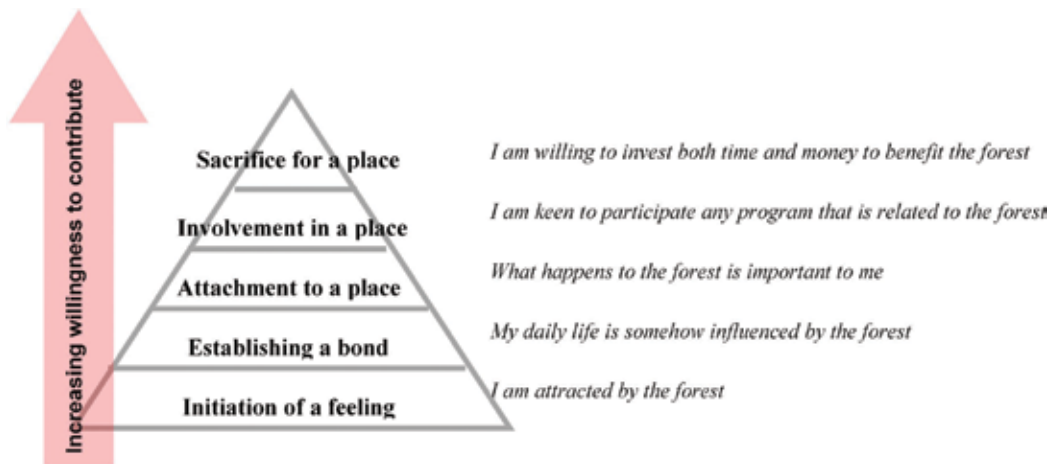 Increasing willingness to contribute
Sacrifice for a place
I am willing to invest both time and money to benefit the forest
Involvement in a place
I am keen to participate any program that is related to the forest.
Attachment to a place
What happens to the forest is important to me
Establishing a bond
My daily life is somehow influenced by the forest
Initiation of a feeling
I am attracted by the forest